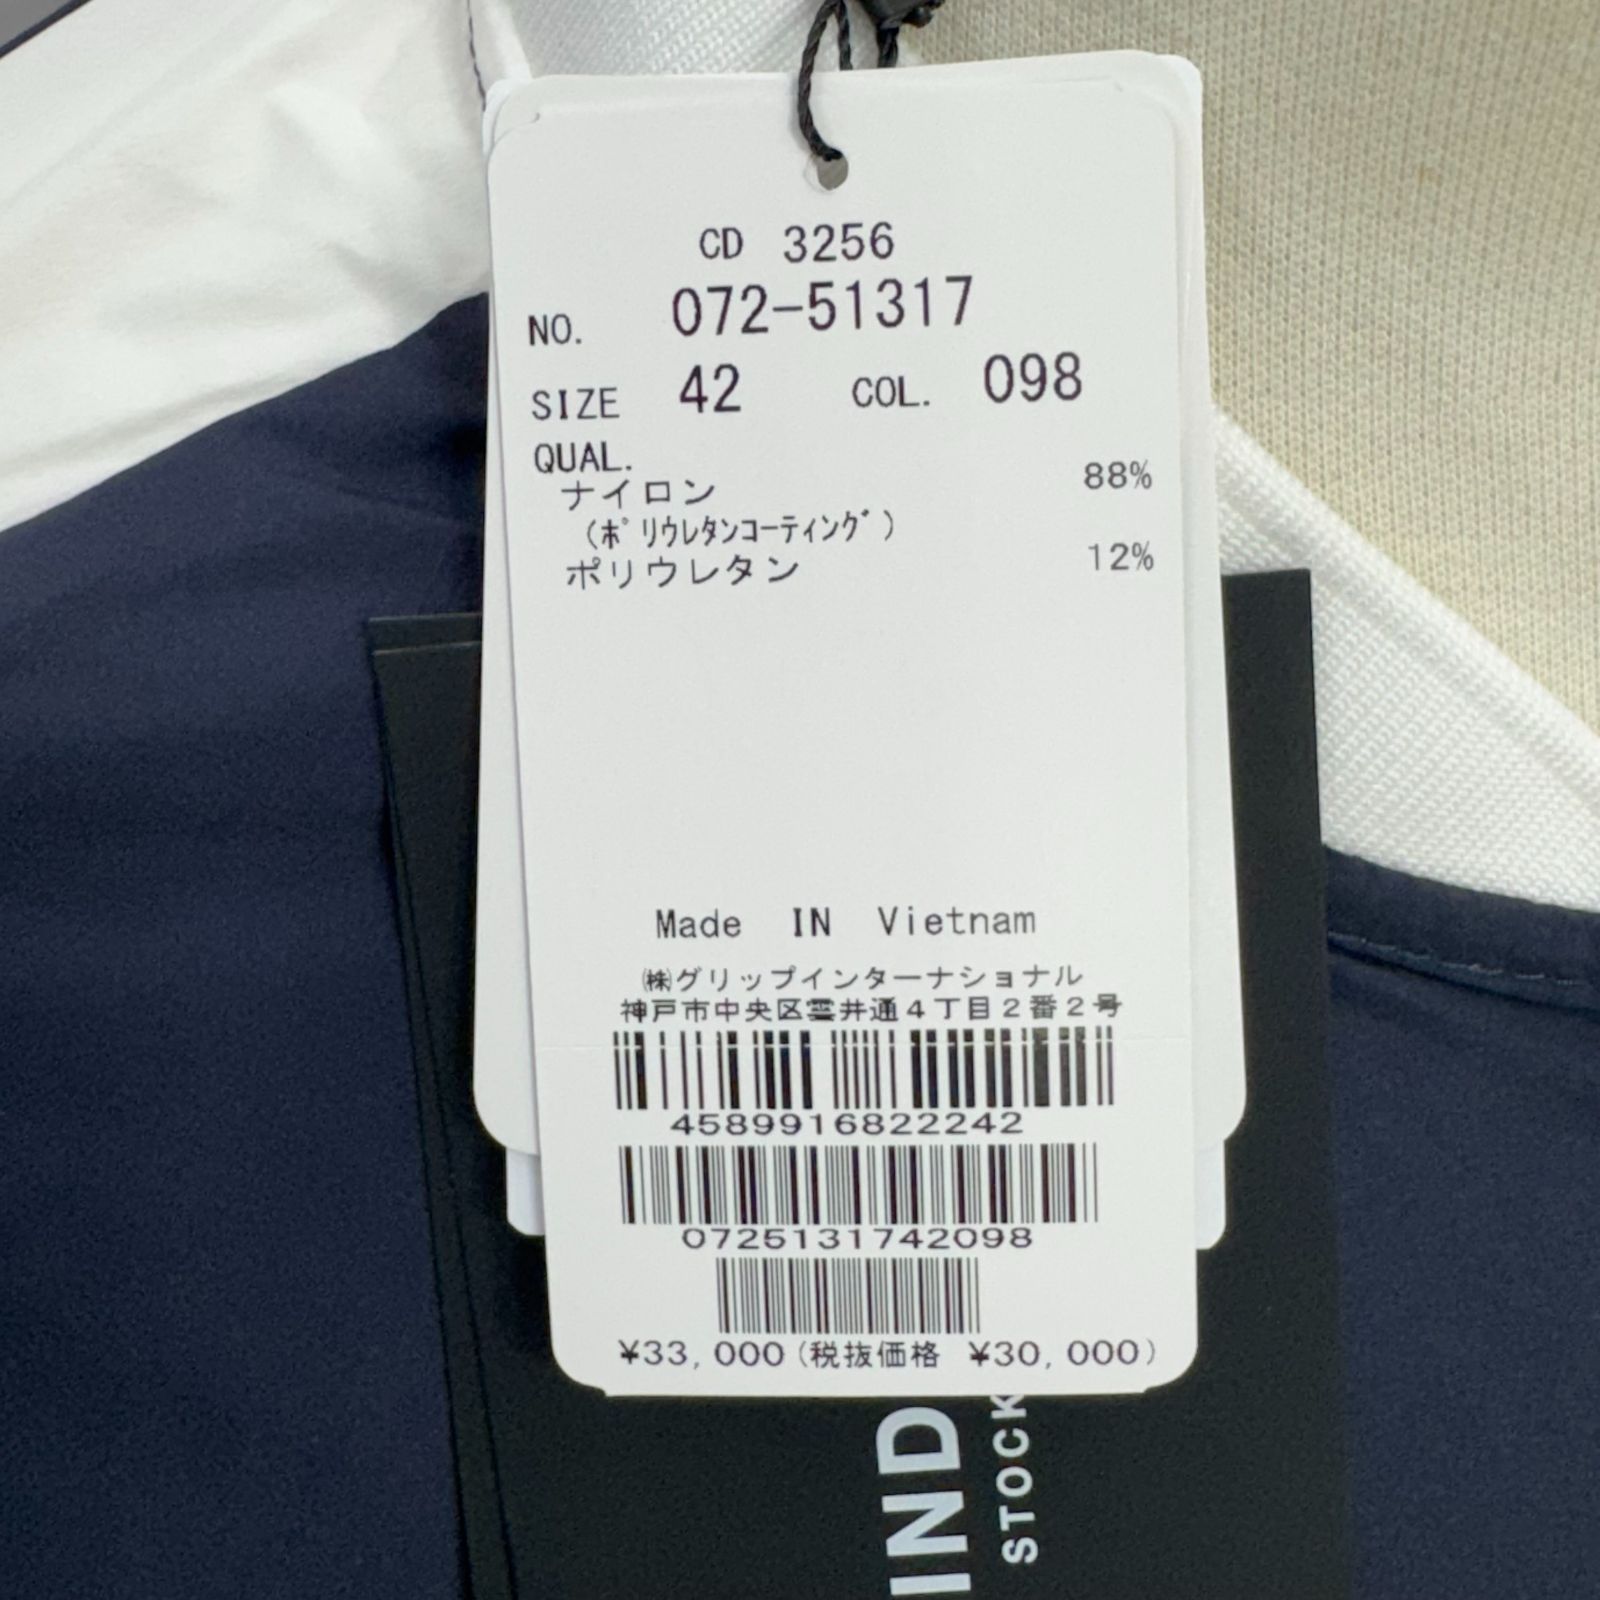 CD 3256
NO. 072-51317
SIZE 42 COL. 098
QUAL.
ナイロン 88%
(ﾎﾟﾘｳﾚﾀﾝｺｰﾃｨﾝｸﾞ)
ポリウレタン 12%
Made IN Vietnam
㈱グリップインターナショナル
神戸市中央区雲井通4丁目2番2号
4589916822242
0725131742098
¥33,000(税抜価格 ¥30,000)
IND
STOCK